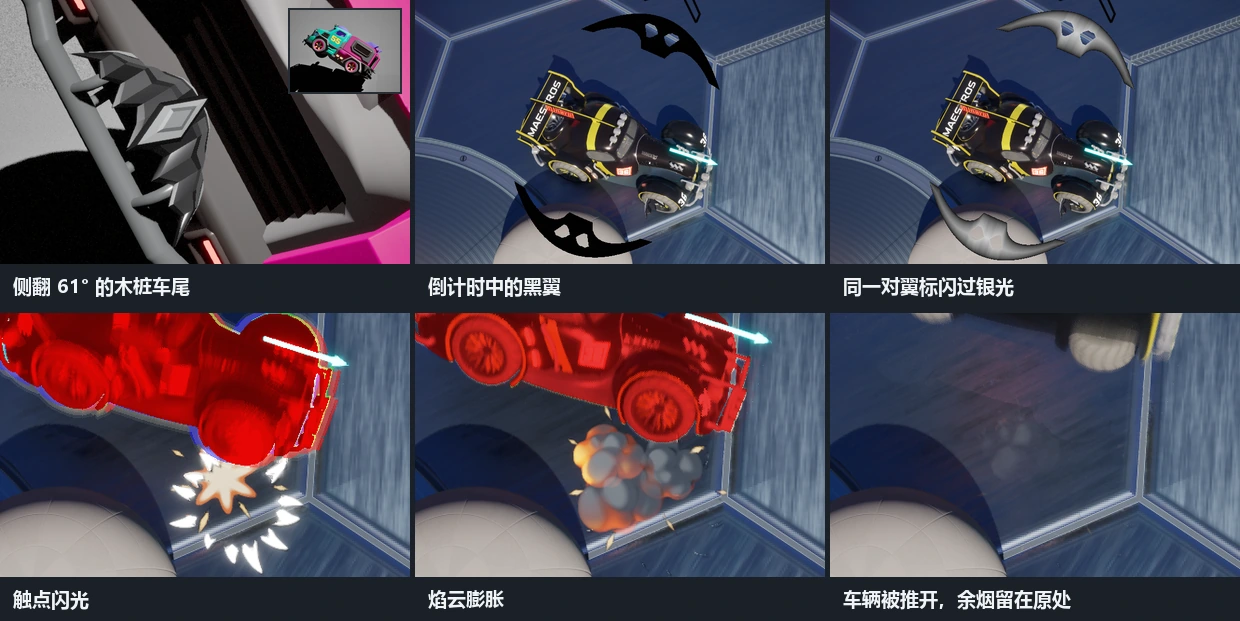 MAESTROS
MAESTROS
侧翻 61° 的木桩车尾
倒计时中的黑翼
同一对翼标闪过银光
触点闪光
焰云膨胀
车辆被推开，余烟留在原处